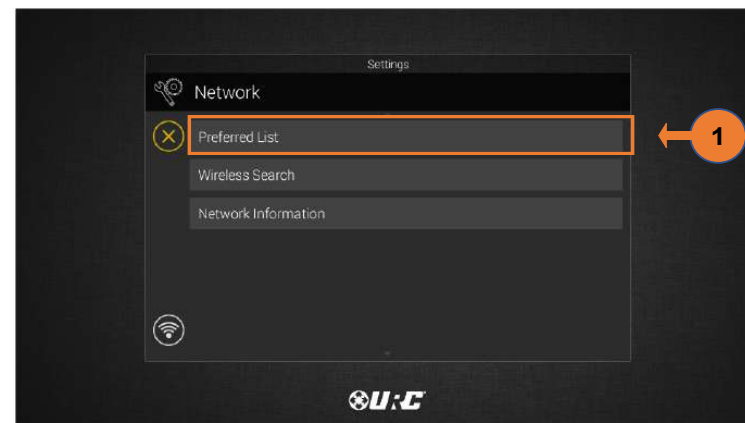 Settings
Network
Preferred List
1
Wireless Search
Network Information
URC